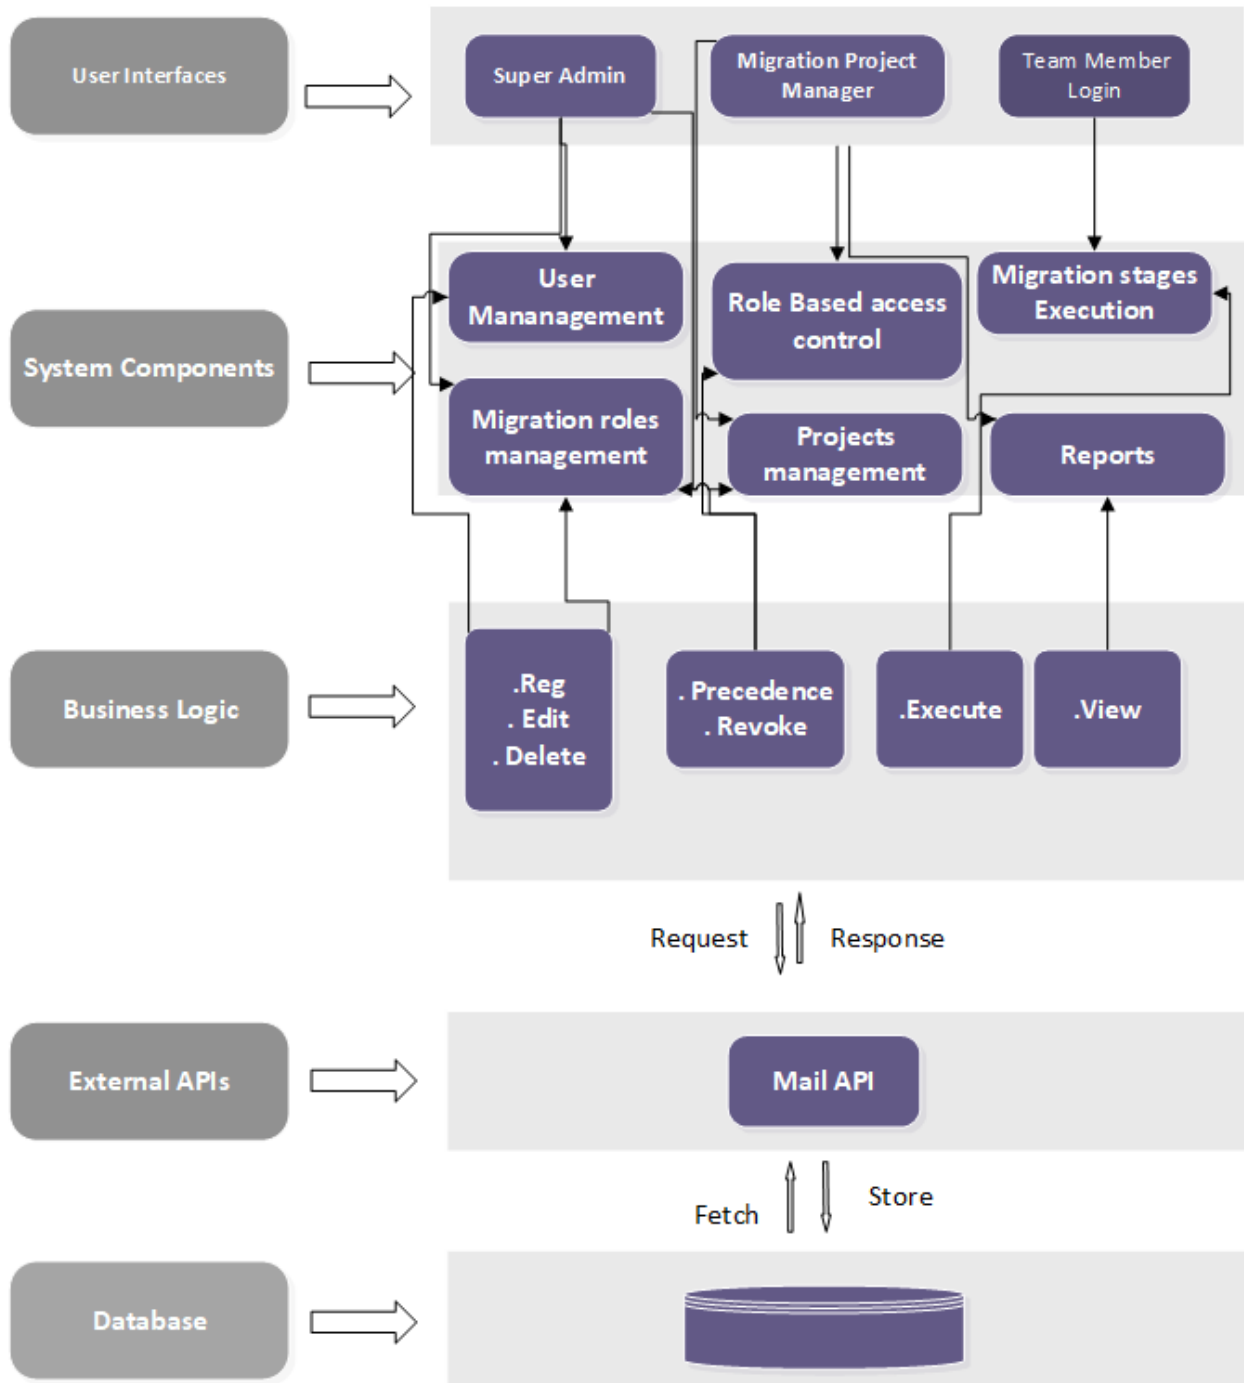 User Interfaces
Super Admin
Migration Project
Manager
Team Member
Login
System Components
User
Mananagement
Role Based access
control
Migration stages
Execution
Migration roles
management
Projects
management
Reports
Business Logic
.Reg
. Edit
. Delete
. Precedence
. Revoke
.Execute
.View
Request
Response
External APIs
Mail API
Fetch
Store
Database